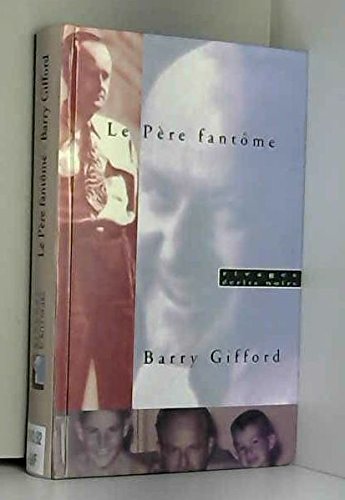 Le Père fantôme
rivages
écrits noirs
Barry Gifford
Le Père fantôme Barry Gifford